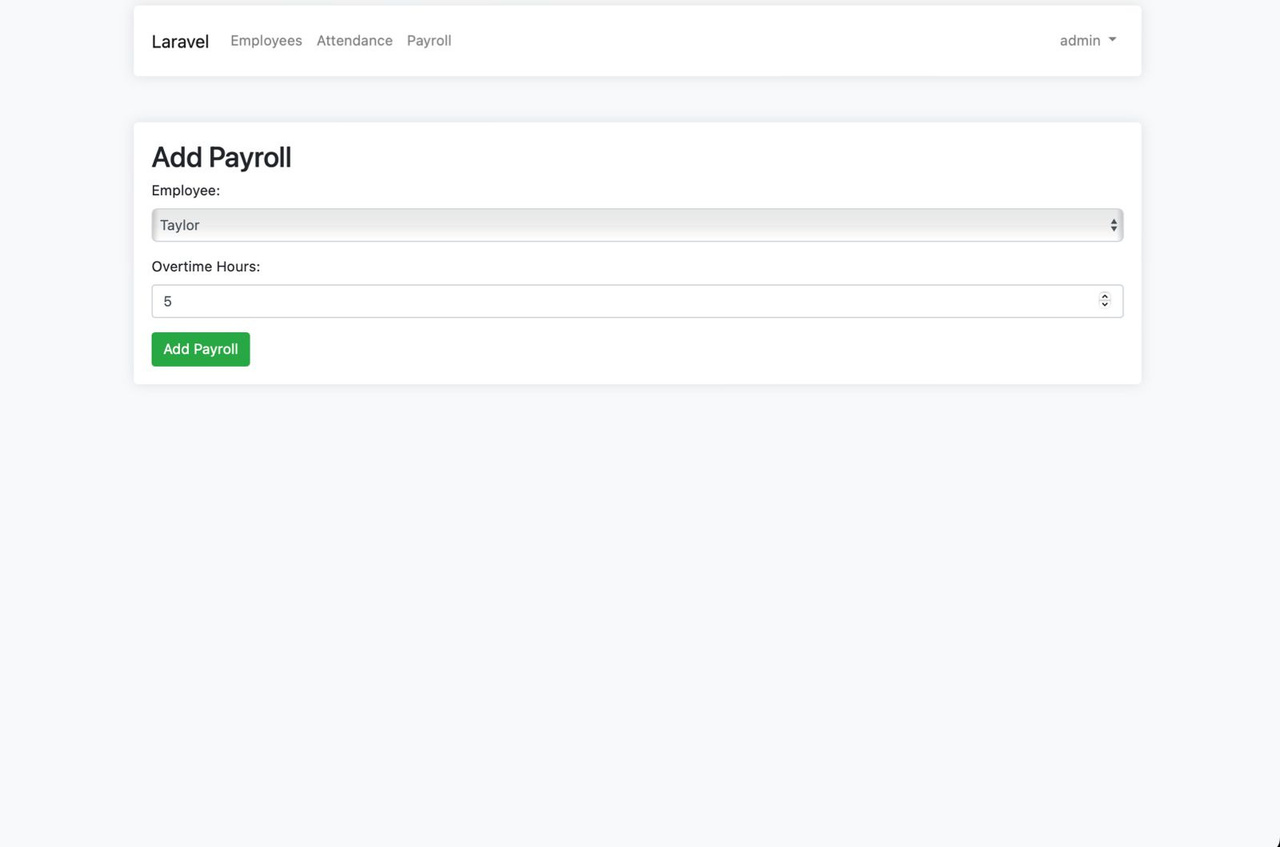 Laravel Employees Attendance Payroll admin
Add Payroll
Employee:
Taylor
Overtime Hours:
5
Add Payroll